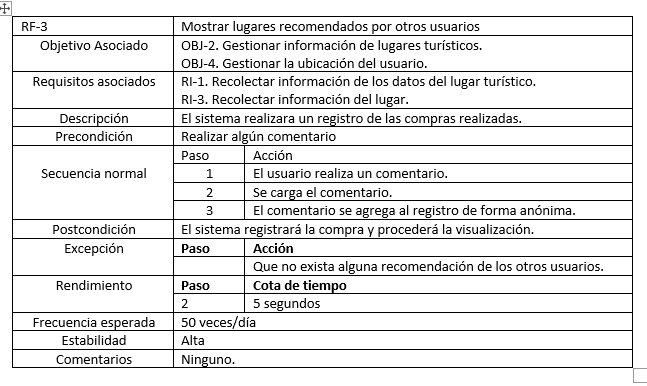 RF-3 Mostrar lugares recomendados por otros usuarios
Objetivo Asociado OBJ-2. Gestionar información de lugares turísticos.
OBJ-4. Gestionar la ubicación del usuario.
Requisitos asociados RI-1. Recolectar información de los datos del lugar turístico.
RI-3. Recolectar información del lugar.
Descripción El sistema realizara un registro de las compras realizadas.
Precondición Realizar algún comentario
Paso Acción
Secuencia normal 1 El usuario realiza un comentario.
2 Se carga el comentario.
3 El comentario se agrega al registro de forma anónima.
Postcondición El sistema registrará la compra y procederá la visualización.
Excepción Paso Acción
Que no exista alguna recomendación de los otros usuarios.
Rendimiento Paso Cota de tiempo
2 5 segundos
Frecuencia esperada 50 veces/día
Estabilidad Alta
Comentarios Ninguno.